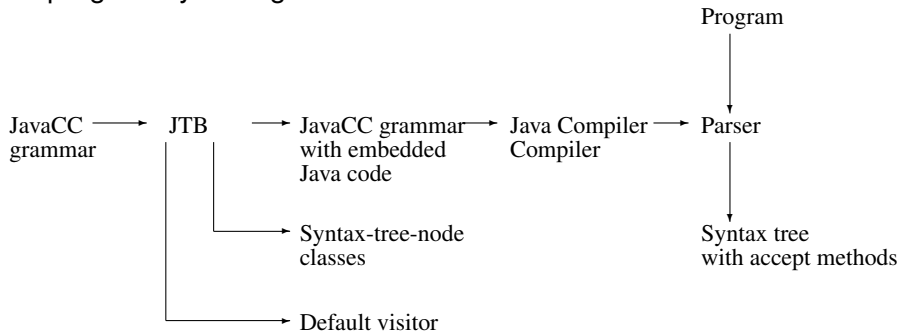 Program
JavaCC
grammar
JTB
JavaCC grammar
with embedded
Java code
Java Compiler
Compiler
Parser
Syntax-tree-node
classes
Syntax tree
with accept methods
Default visitor